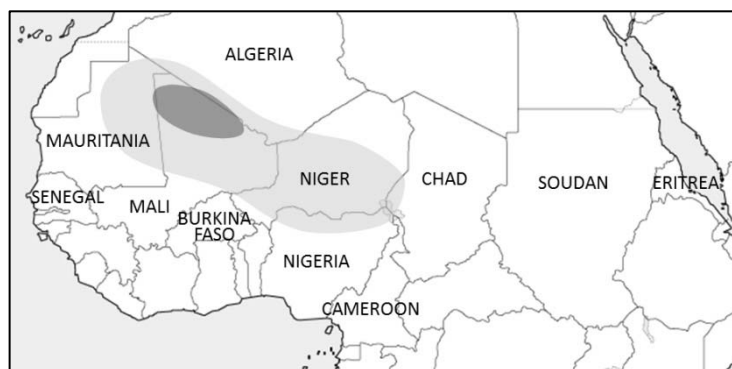 ALGERIA
MAURITANIA
NIGER
CHAD
SOUDAN
ERITREA
SENEGAL
MALI
BURKINA
FASO
NIGERIA
CAMEROON